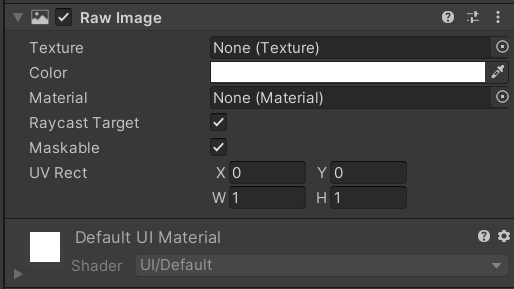 Raw Image
Texture None (Texture)
Color
Material None (Material)
Raycast Target
Maskable
UV Rect X 0 Y 0
W 1 H 1
Default UI Material
Shader UI/Default